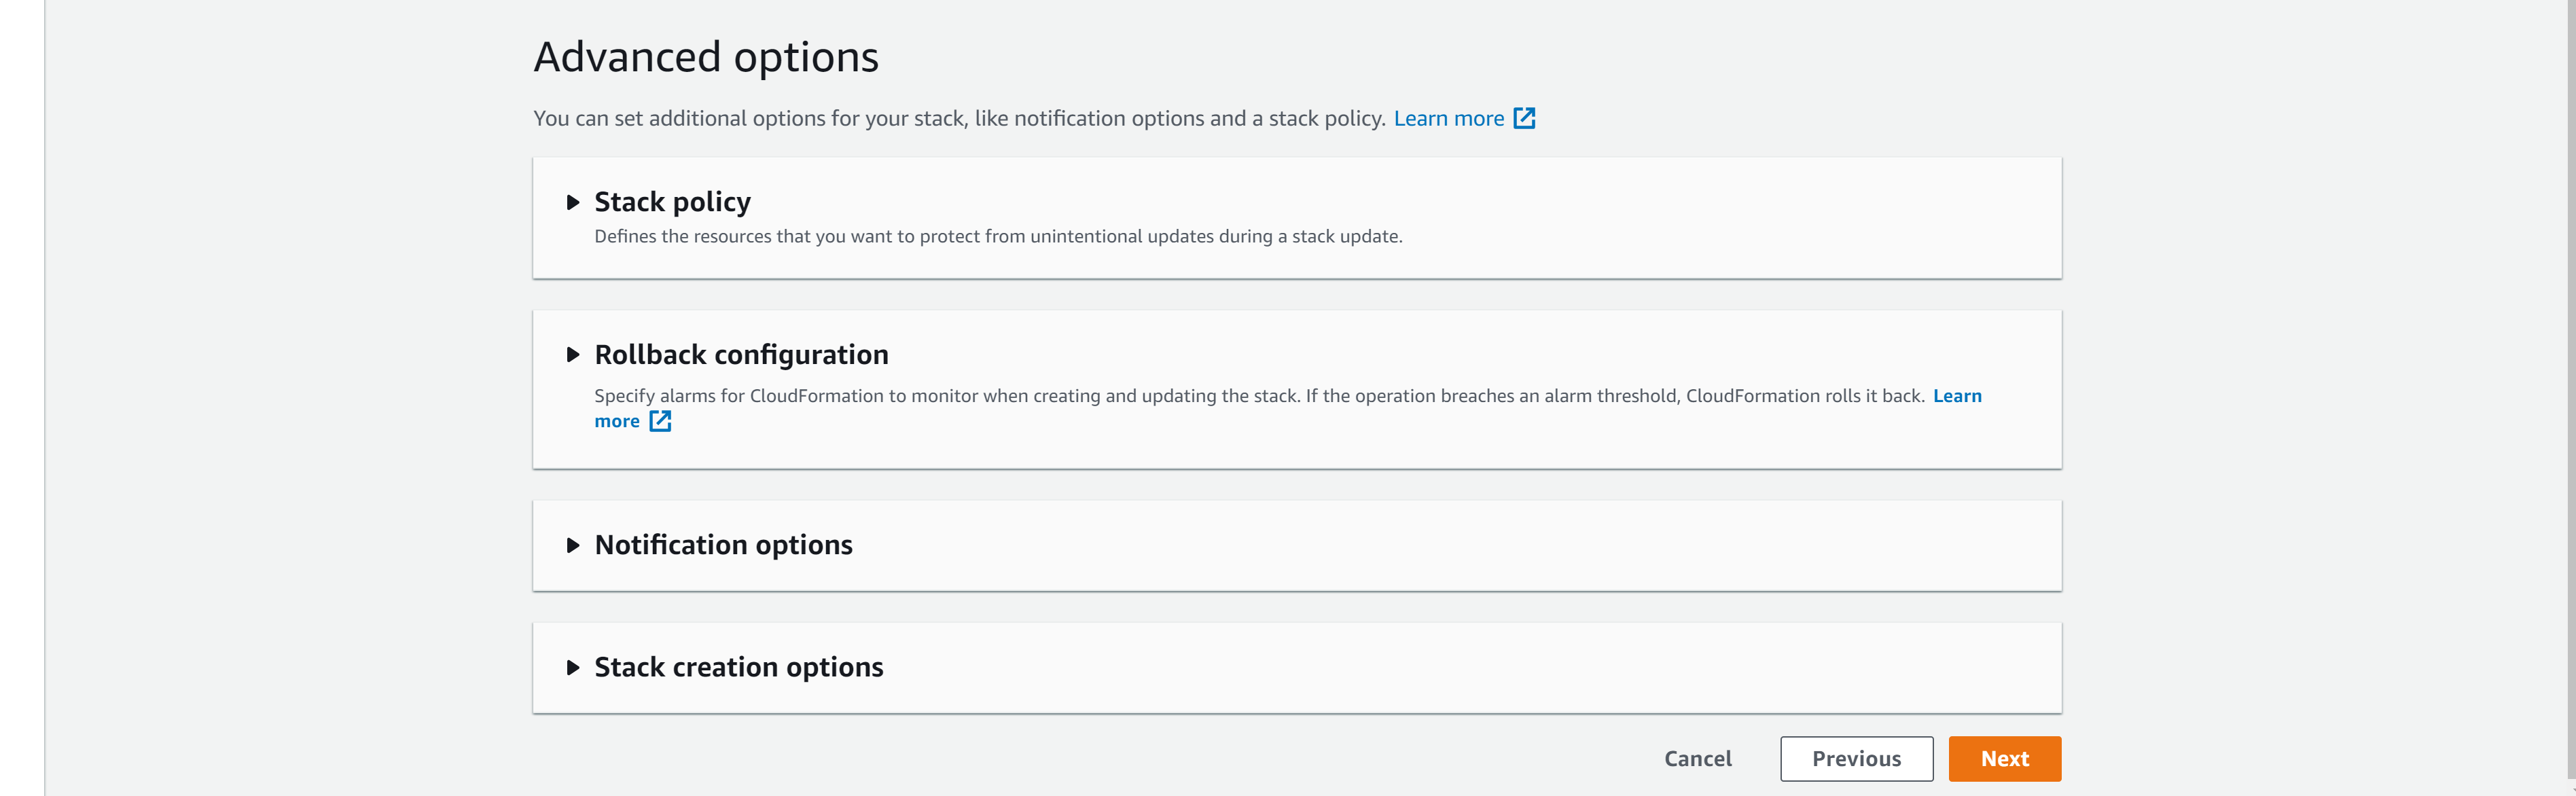 Advanced options
You can set additional options for your stack, like notification options and a stack policy. Learn more
Stack policy
Defines the resources that you want to protect from unintentional updates during a stack update.
Rollback configuration
Specify alarms for CloudFormation to monitor when creating and updating the stack. If the operation breaches an alarm threshold, CloudFormation rolls it back. Learn
more
Notification options
Stack creation options
Cancel Previous Next